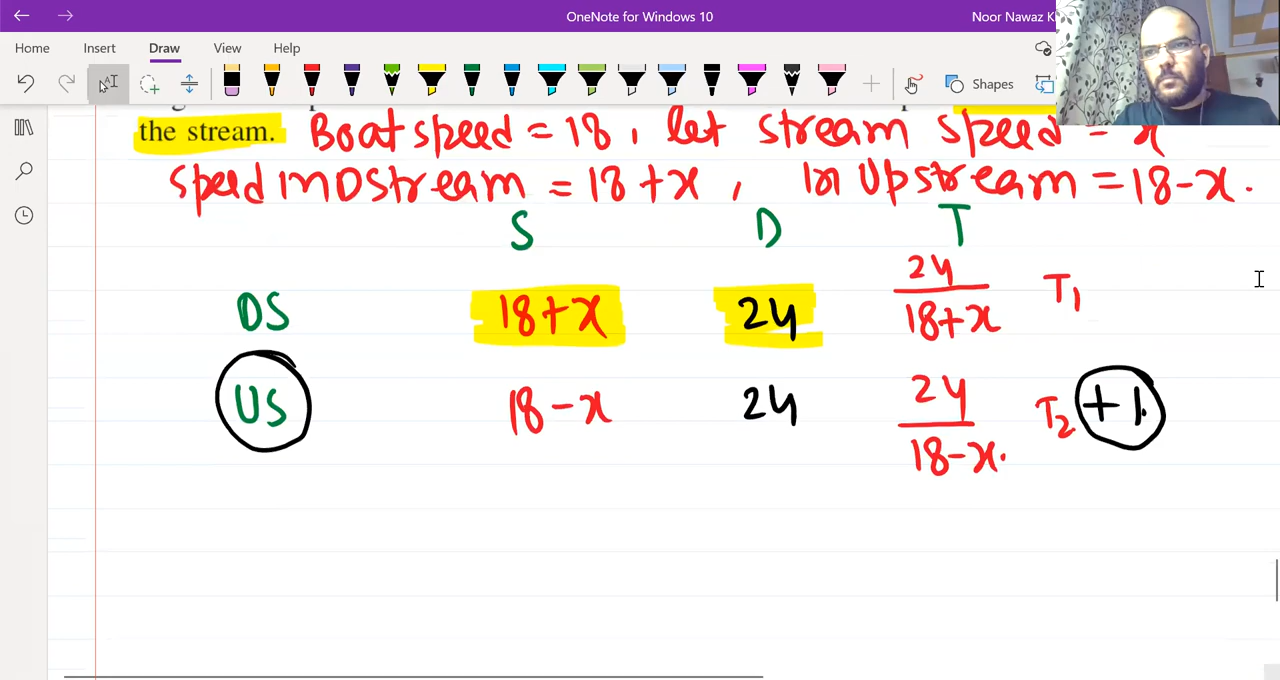 OneNote for Windows 10
Noor Nawaz K
Home Insert Draw View Help
Shapes
the stream. Boat speed = 18, let stream speed = x
Speed in Dstream = 18+x, In Upstream = 18-x.
S D T
DS 18+x 24 24/18+x T1
US 18-x 24 24/18-x. T2 +1.